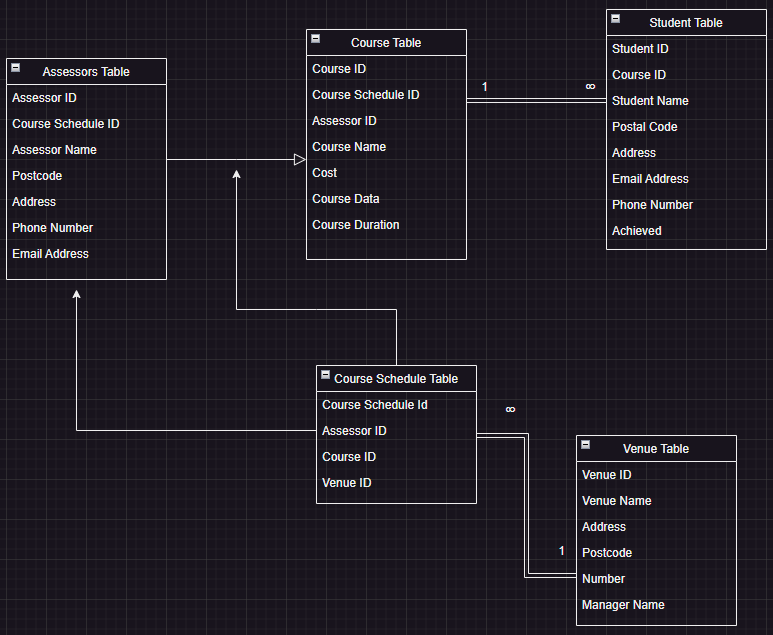 Assessors Table
Assessor ID
Course Schedule ID
Assessor Name
Postcode
Address
Phone Number
Email Address
Course Table
Course ID
Course Schedule ID
Assessor ID
Course Name
Cost
Course Data
Course Duration
1
∞
Student Table
Student ID
Course ID
Student Name
Postal Code
Address
Email Address
Phone Number
Achieved
Course Schedule Table
Course Schedule Id
Assessor ID
Course ID
Venue ID
∞
1
Venue Table
Venue ID
Venue Name
Address
Postcode
Number
Manager Name